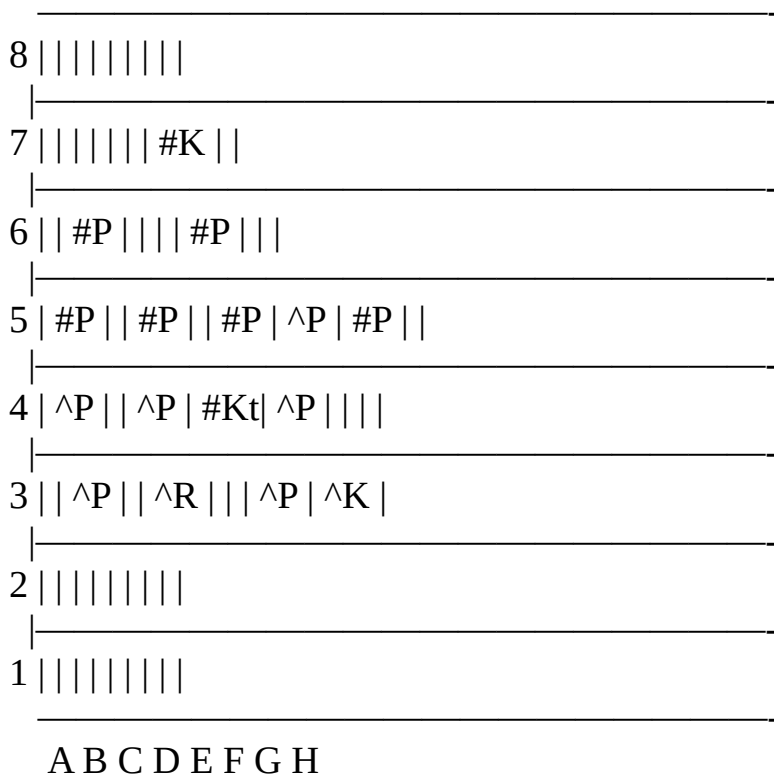 8 | | | | | | | | |
7 | | | | | | | #K | |
6 | | #P | | | | #P | | |
5 | #P | | #P | | #P | ^P | #P | |
4 | ^P | | ^P | #Kt| ^P | | | |
3 | | ^P | | ^R | | | ^P | ^K |
2 | | | | | | | | |
1 | | | | | | | | |
A B C D E F G H